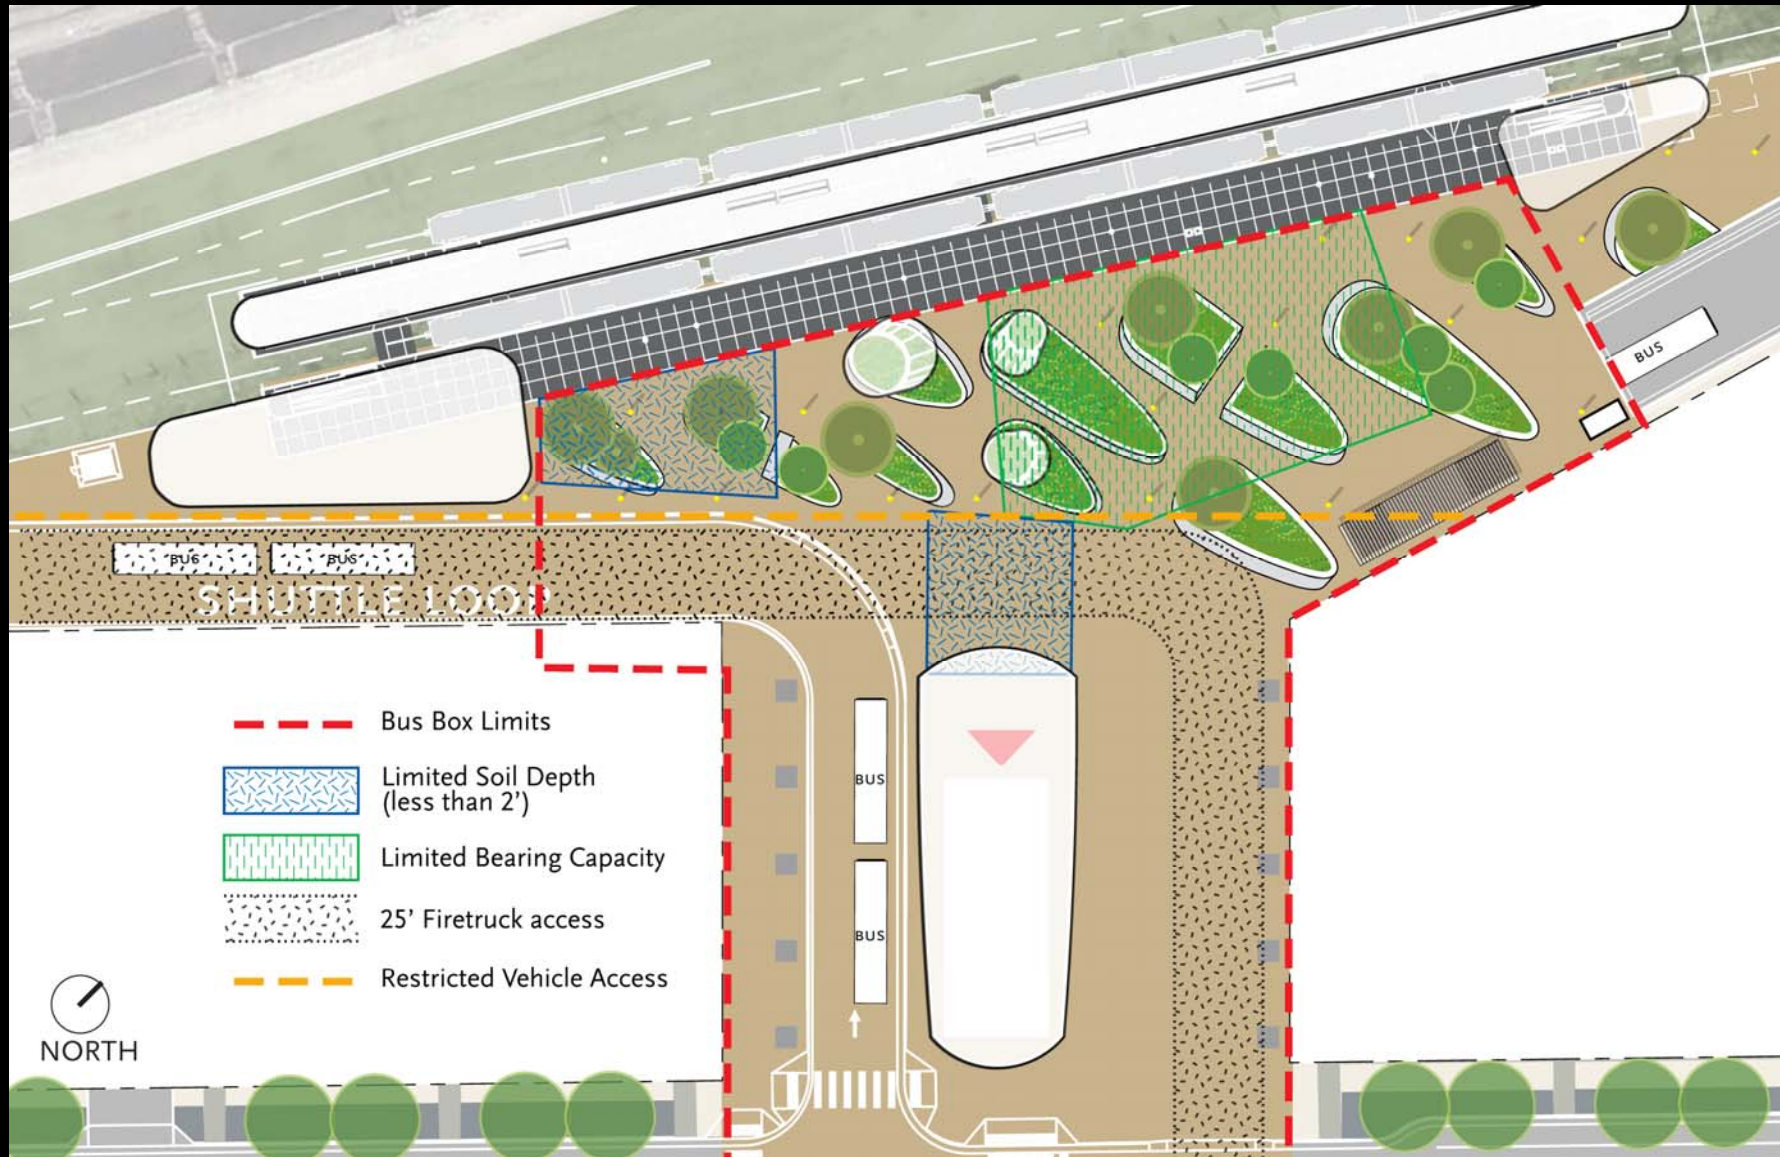 BUS
BUS
BUS
SHUTTLE LOOP
Bus Box Limits
Limited Soil Depth
(less than 2')
Limited Bearing Capacity
25' Firetruck access
Restricted Vehicle Access
BUS
BUS
NORTH